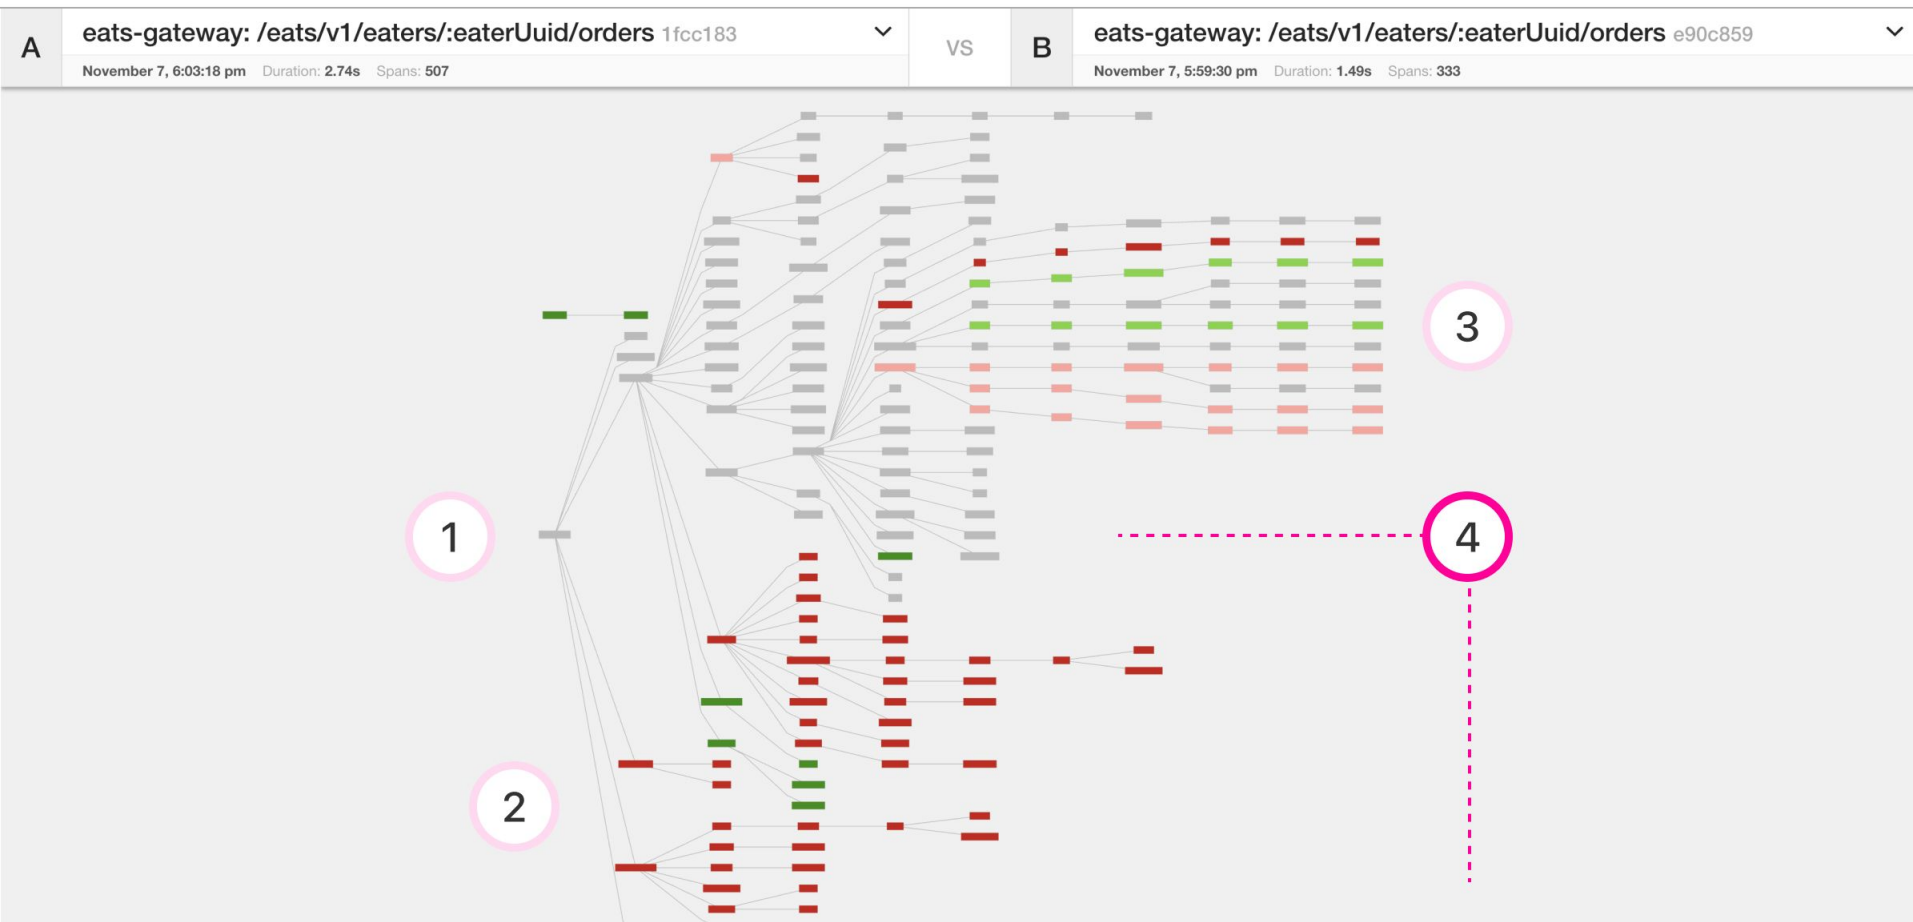 A
eats-gateway: /eats/v1/eaters/:eaterUuid/orders 1fcc183
November 7, 6:03:18 pm Duration: 2.74s Spans: 507
VS
B
eats-gateway: /eats/v1/eaters/:eaterUuid/orders e90c859
November 7, 5:59:30 pm Duration: 1.49s Spans: 333
3
1
4
2